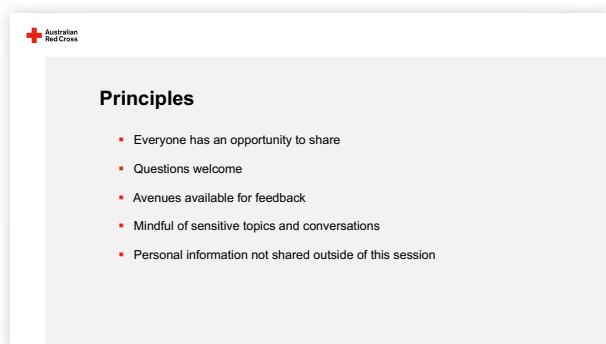 Australian
Red Cross
Principles
Everyone has an opportunity to share
Questions welcome
Avenues available for feedback
Mindful of sensitive topics and conversations
Personal information not shared outside of this session